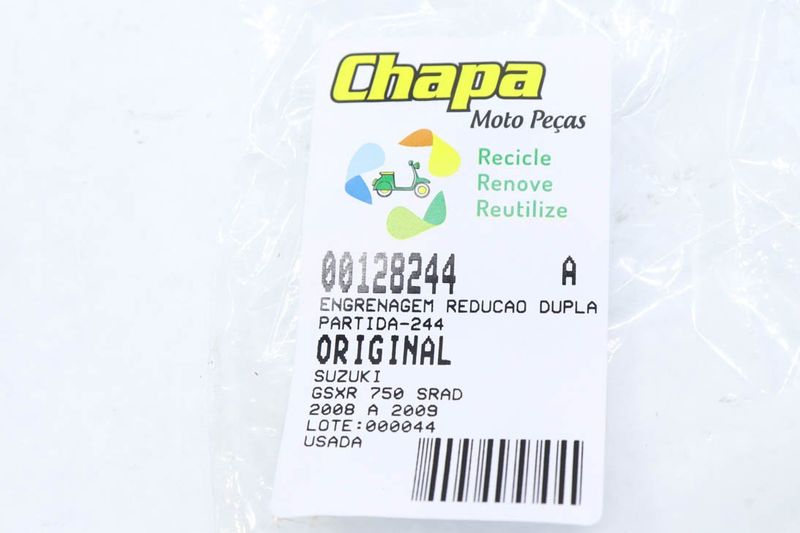 Chapa
Moto Peças
Recicle
Renove
Reutilize
00128244 A
ENGRENAGEM REDUCAO DUPLA
PARTIDA-244
ORIGINAL
SUZUKI
GSXR 750 SRAD
2008 A 2009
LOTE:000044
USADA